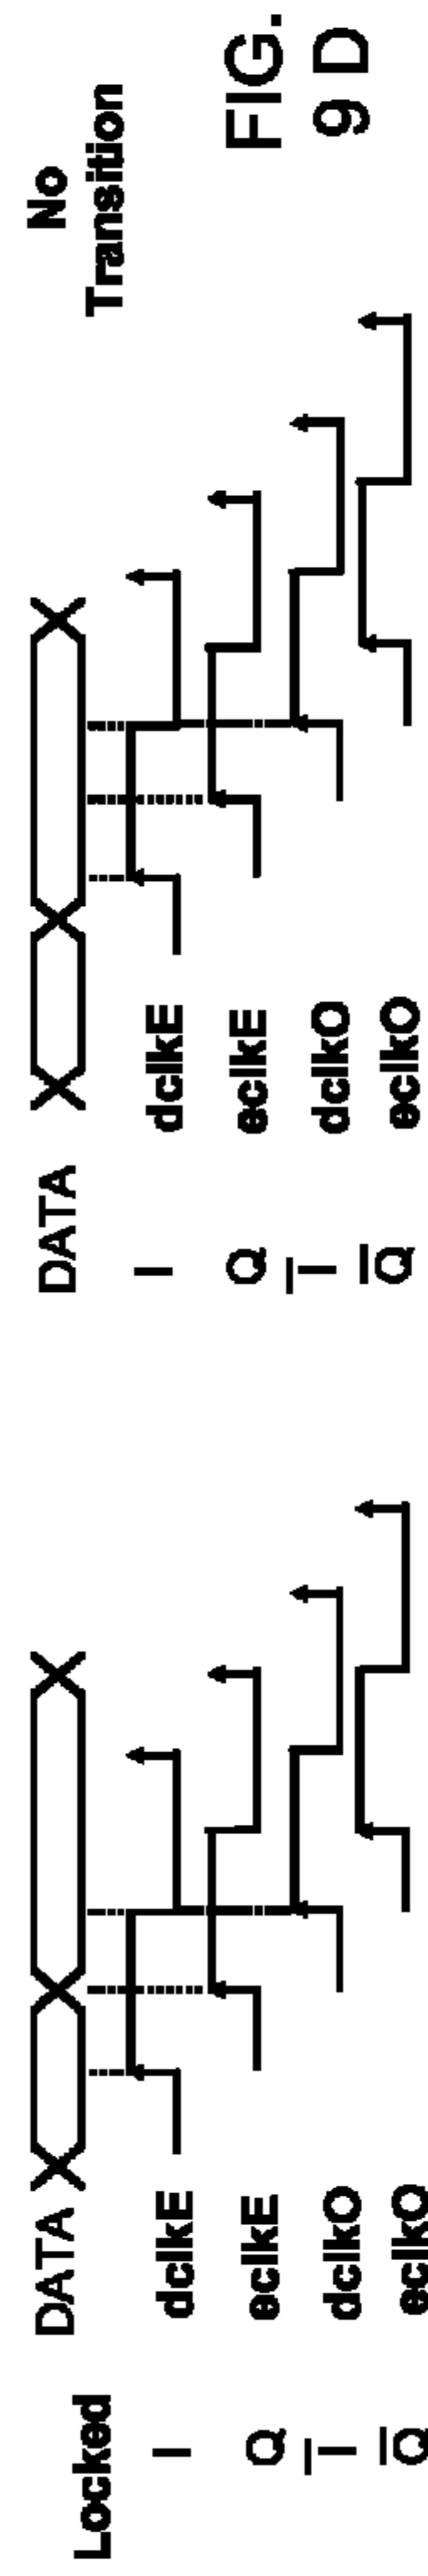 Locked
DATA
I dclkE
Q eclkE
I̅ dclkO
Q̅ eclkO
No
Transition
DATA
I dclkE
Q eclkE
I̅ dclkO
Q̅ eclkO
FIG.
9 D